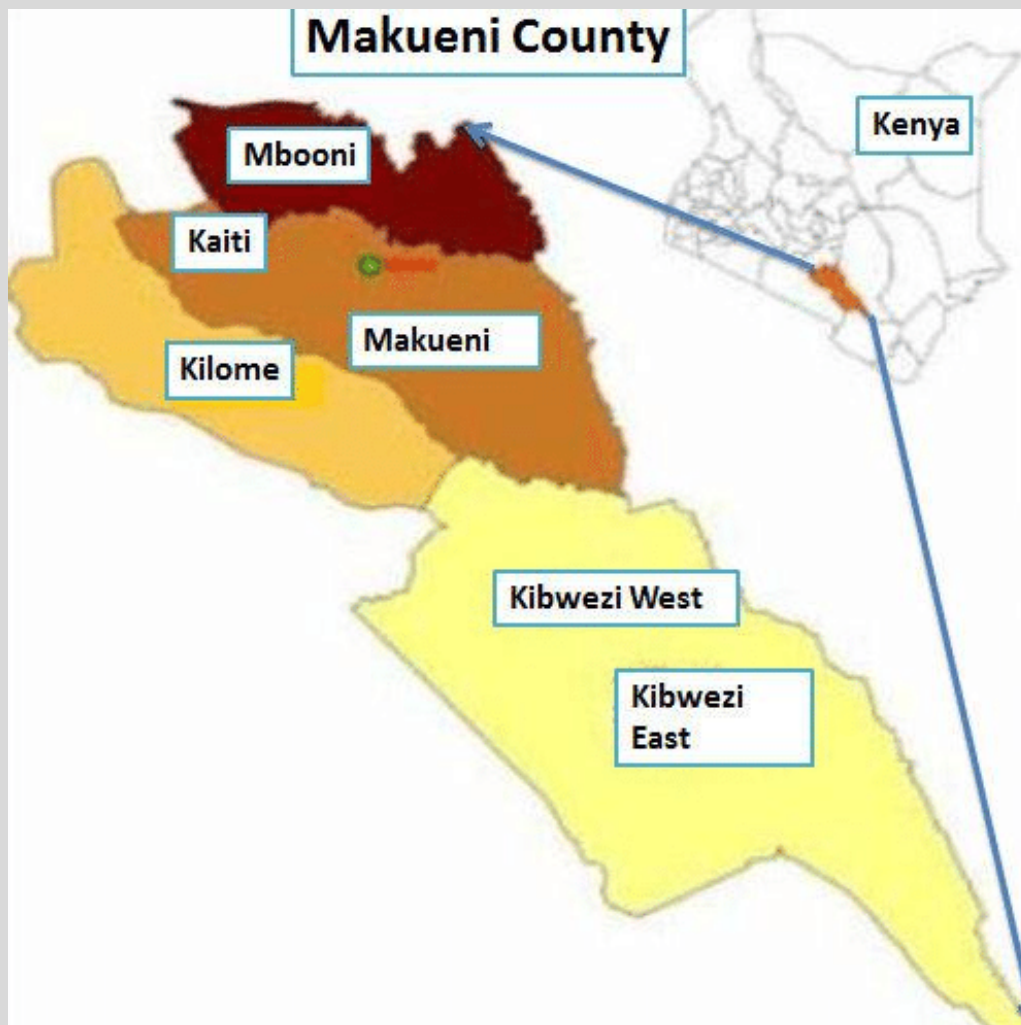 Makueni County
Kenya
Mbooni
Kaiti
Makueni
Kilome
Kibwezi West
Kibwezi
East